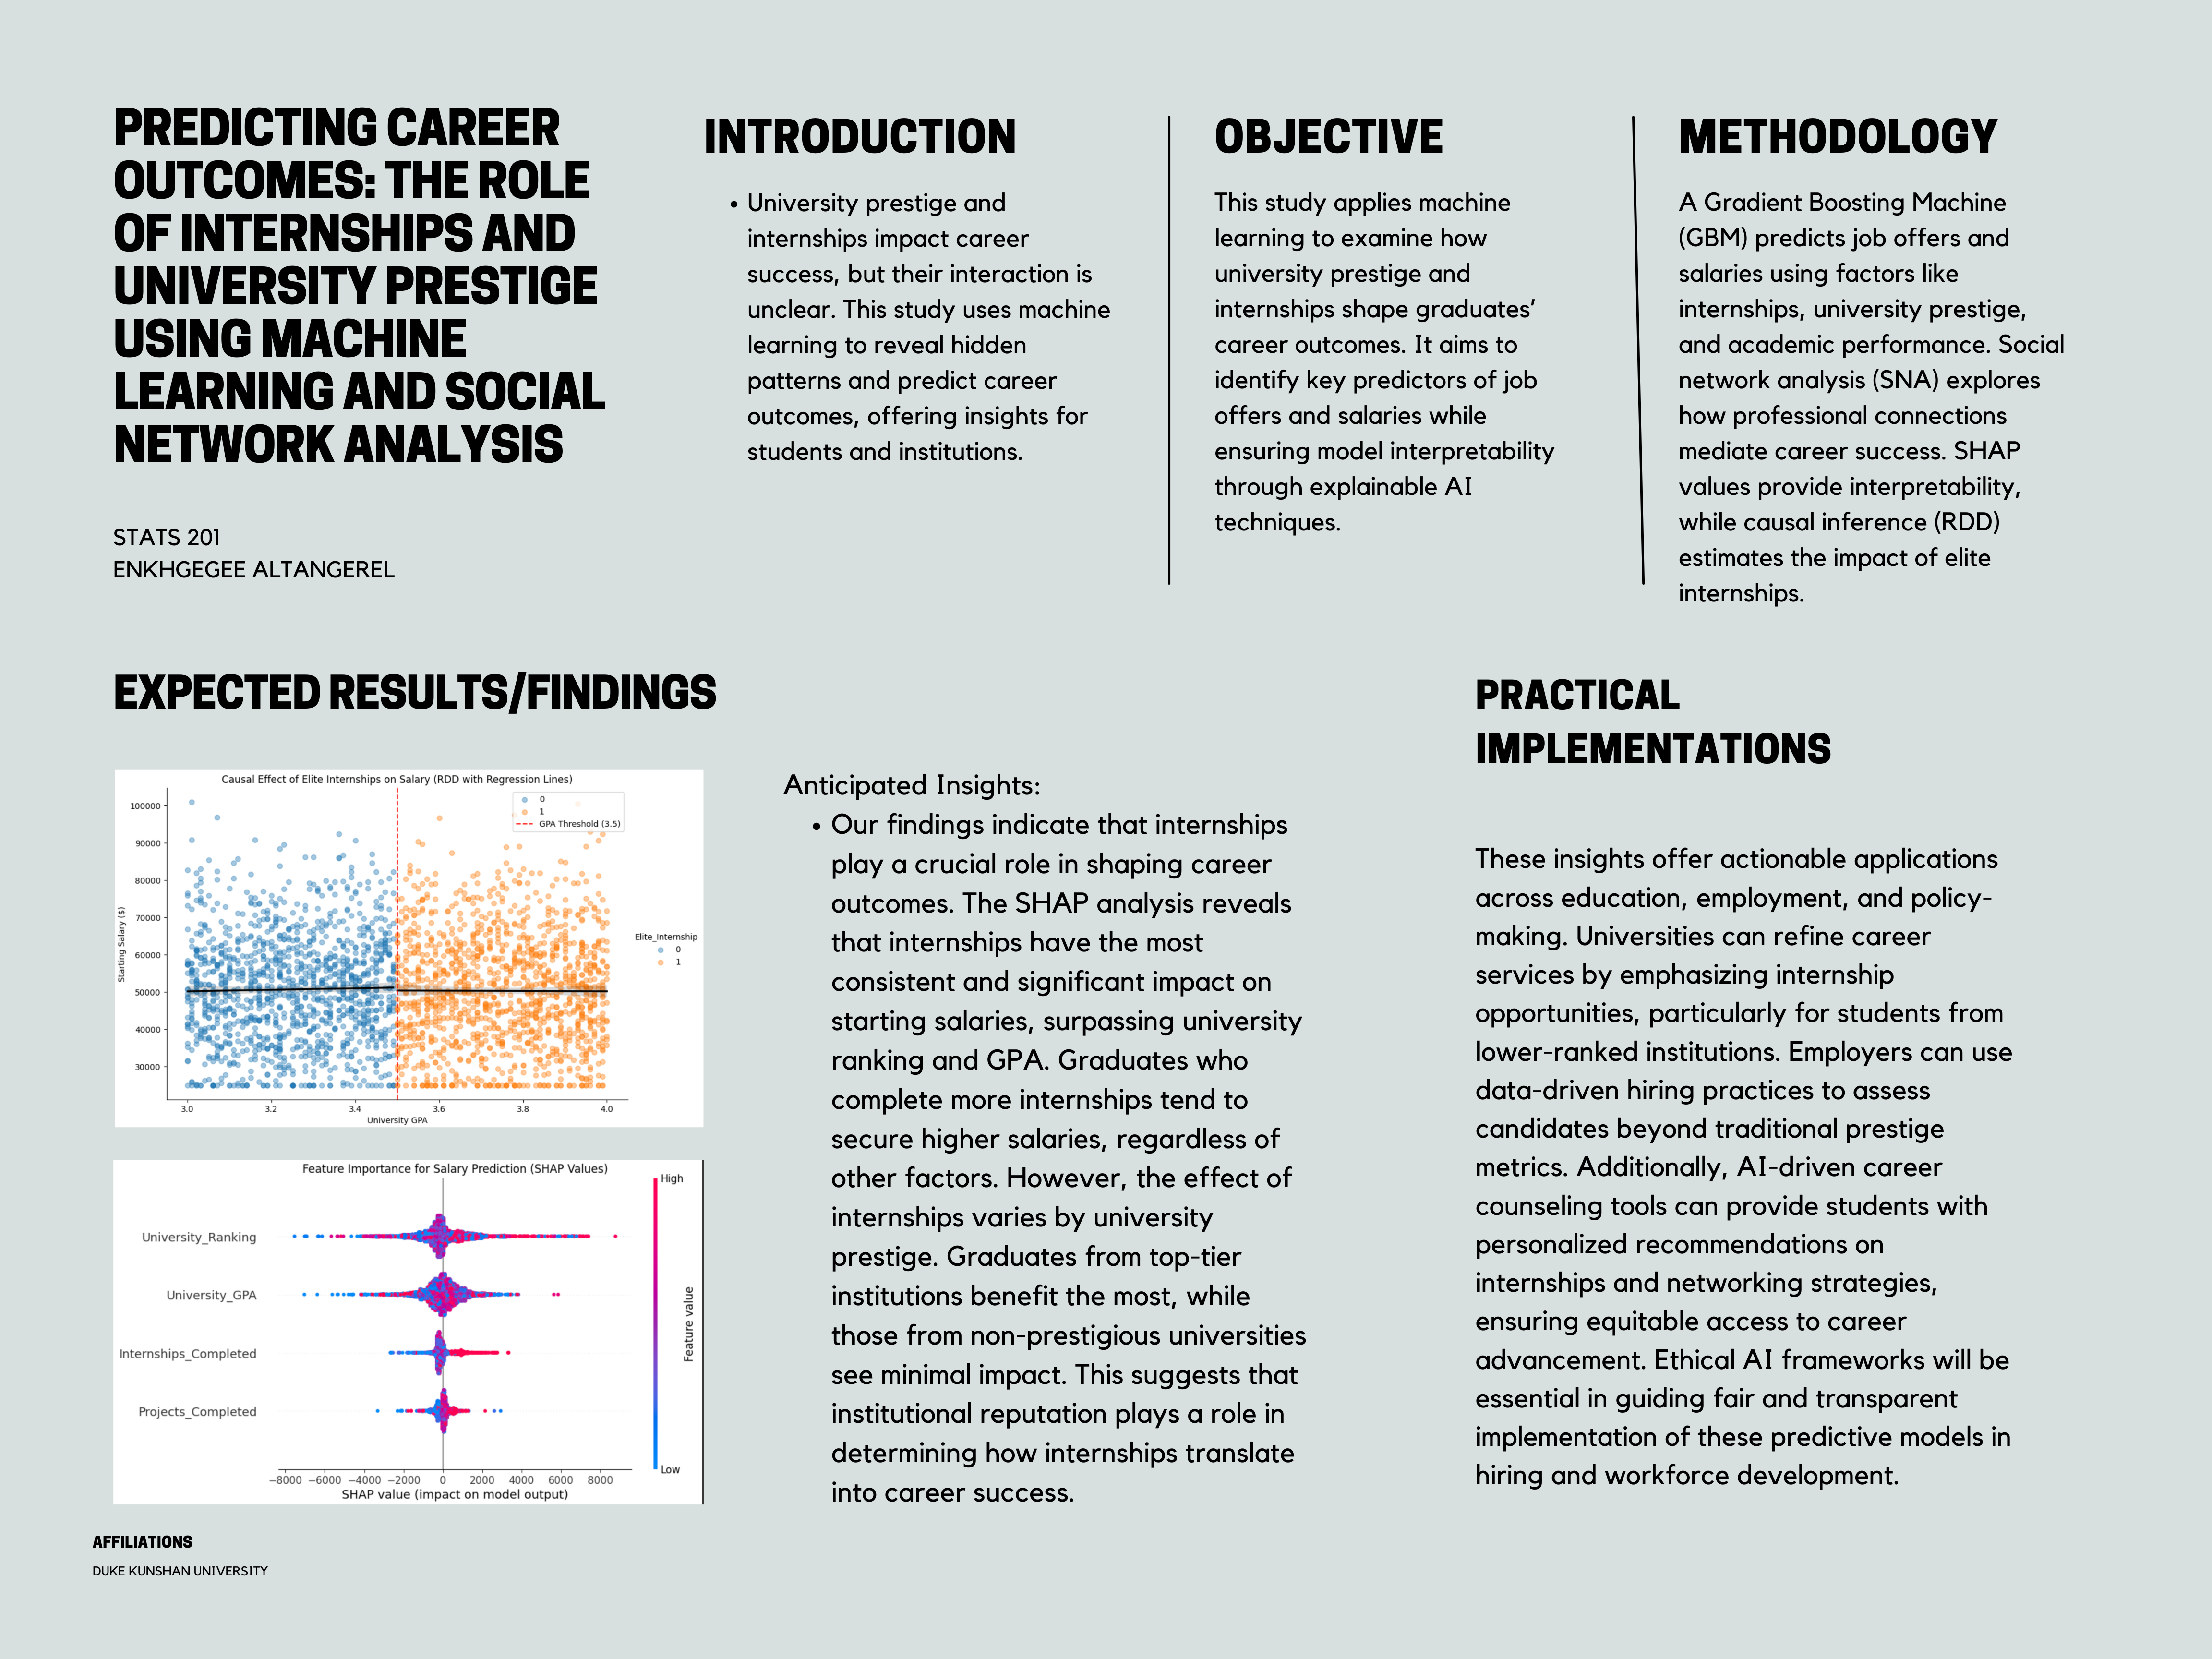 PREDICTING CAREER
OUTCOMES: THE ROLE
OF INTERNSHIPS AND
UNIVERSITY PRESTIGE
USING MACHINE
LEARNING AND SOCIAL
NETWORK ANALYSIS
STATS 201
ENKHGEGEE ALTANGEREL
INTRODUCTION
• University prestige and
internships impact career
success, but their interaction is
unclear. This study uses machine
learning to reveal hidden
patterns and predict career
outcomes, offering insights for
students and institutions.
OBJECTIVE
This study applies machine
learning to examine how
university prestige and
internships shape graduates’
career outcomes. It aims to
identify key predictors of job
offers and salaries while
ensuring model interpretability
through explainable AI
techniques.
METHODOLOGY
A Gradient Boosting Machine
(GBM) predicts job offers and
salaries using factors like
internships, university prestige,
and academic performance. Social
network analysis (SNA) explores
how professional connections
mediate career success. SHAP
values provide interpretability,
while causal inference (RDD)
estimates the impact of elite
internships.
EXPECTED RESULTS/FINDINGS
Causal Effect of Elite Internships on Salary (RDD with Regression Lines)
0
1
GPA Threshold (3.5)
100000
90000
80000
70000
60000
50000
40000
30000
Starting Salary ($)
3.0 3.2 3.4 3.6 3.8 4.0
University GPA
Elite_Internship
0
1
Feature Importance for Salary Prediction (SHAP Values)
University_Ranking
University_GPA
Internships_Completed
Projects_Completed
−8000 −6000 −4000 −2000 0 2000 4000 6000 8000
SHAP value (impact on model output)
High
Feature value
Low
Anticipated Insights:
• Our findings indicate that internships
play a crucial role in shaping career
outcomes. The SHAP analysis reveals
that internships have the most
consistent and significant impact on
starting salaries, surpassing university
ranking and GPA. Graduates who
complete more internships tend to
secure higher salaries, regardless of
other factors. However, the effect of
internships varies by university
prestige. Graduates from top-tier
institutions benefit the most, while
those from non-prestigious universities
see minimal impact. This suggests that
institutional reputation plays a role in
determining how internships translate
into career success.
PRACTICAL
IMPLEMENTATIONS
These insights offer actionable applications
across education, employment, and policy-
making. Universities can refine career
services by emphasizing internship
opportunities, particularly for students from
lower-ranked institutions. Employers can use
data-driven hiring practices to assess
candidates beyond traditional prestige
metrics. Additionally, AI-driven career
counseling tools can provide students with
personalized recommendations on
internships and networking strategies,
ensuring equitable access to career
advancement. Ethical AI frameworks will be
essential in guiding fair and transparent
implementation of these predictive models in
hiring and workforce development.
AFFILIATIONS
DUKE KUNSHAN UNIVERSITY